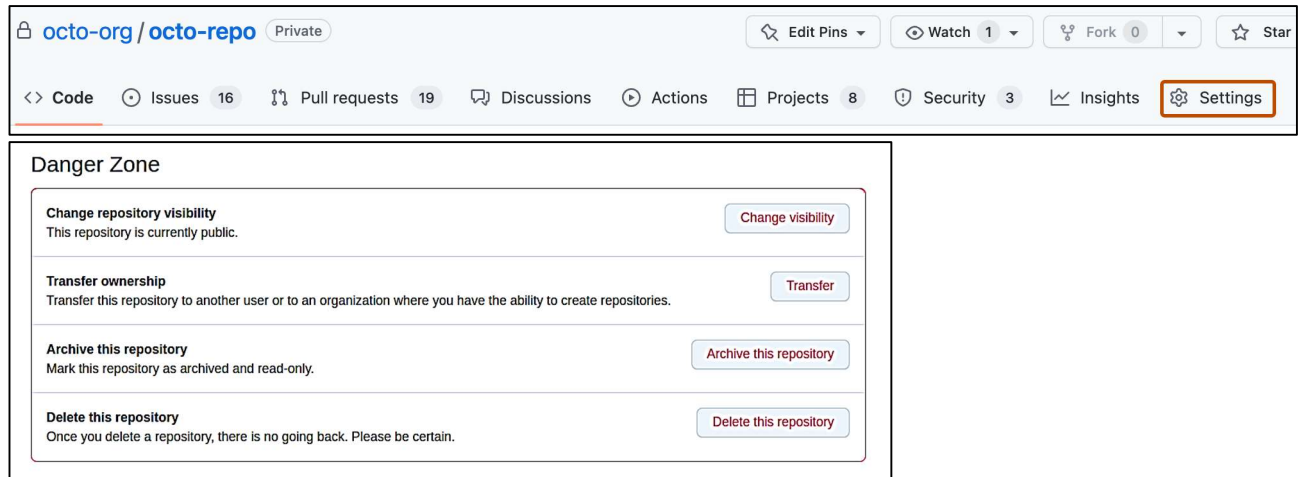 octo-org / octo-repo Private Edit Pins Watch 1 Fork 0 Star
Code Issues 16 Pull requests 19 Discussions Actions Projects 8 Security 3 Insights Settings
Danger Zone
Change repository visibility
This repository is currently public.
Change visibility
Transfer ownership
Transfer this repository to another user or to an organization where you have the ability to create repositories.
Transfer
Archive this repository
Mark this repository as archived and read-only.
Archive this repository
Delete this repository
Once you delete a repository, there is no going back. Please be certain.
Delete this repository